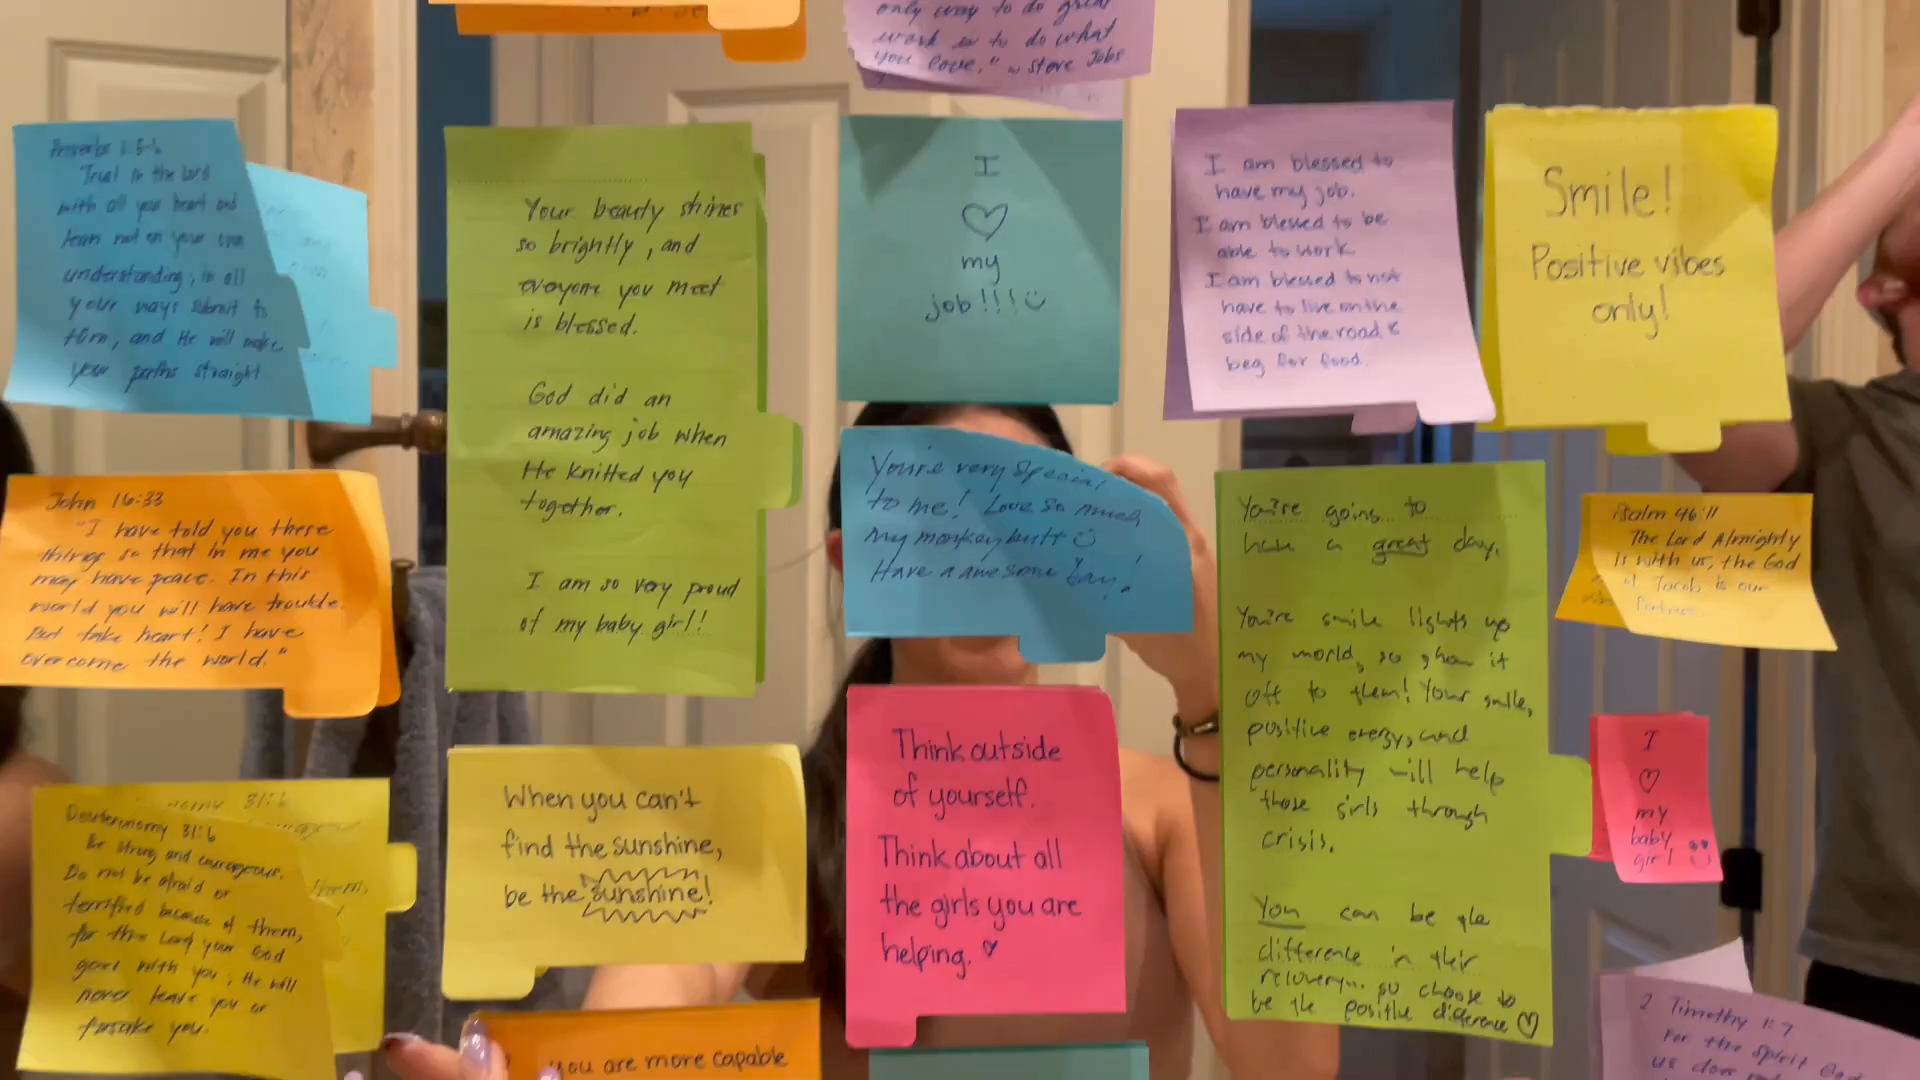 only way to do great
work is to do what
you love." ~ Steve Jobs
Proverbs 3:5-6
Trust in the Lord
with all your heart and
lean not on your own
understanding; in all
your ways submit to
Him, and He will make
your paths straight
Your beauty shines
so brightly, and
everyone you meet
is blessed.
God did an
amazing job when
He knitted you
together.
I am so very proud
of my baby girl!
I
♡
my
job!!!☺
I am blessed to
have my job.
I am blessed to be
able to work
I am blessed to not
have to live on the
side of the road &
beg for food.
Smile!
Positive vibes
only!
John 16:33
"I have told you these
things so that in me you
may have peace. In this
world you will have trouble.
But take heart! I have
overcome the world."
You're very special
to me! Love so much
my monkeybutt ☺
Have a awesome Day!
You're going to
have a great day.
You're smile lights up
my world, so show it
off to them! Your smile,
positive energy, and
personality will help
those girls through
crisis.
You can be the
difference in their
recovery... so choose to
be the positive difference ♡
Psalm 46:11
The Lord Almighty
is with us, the God
of Jacob is our
fortress.
I
♡
my
baby
girl ☺
Deuteronomy 31:6
Be strong and courageous.
Do not be afraid or
terrified because of them,
for the Lord your God
goes with you; He will
never leave you or
forsake you.
onomy 31:6
them,
When you can't
find the sunshine,
be the sunshine!
Think outside
of yourself.
Think about all
the girls you are
helping. ♡
you are more capable
2 Timothy 1:7
For the Spirit God
us does